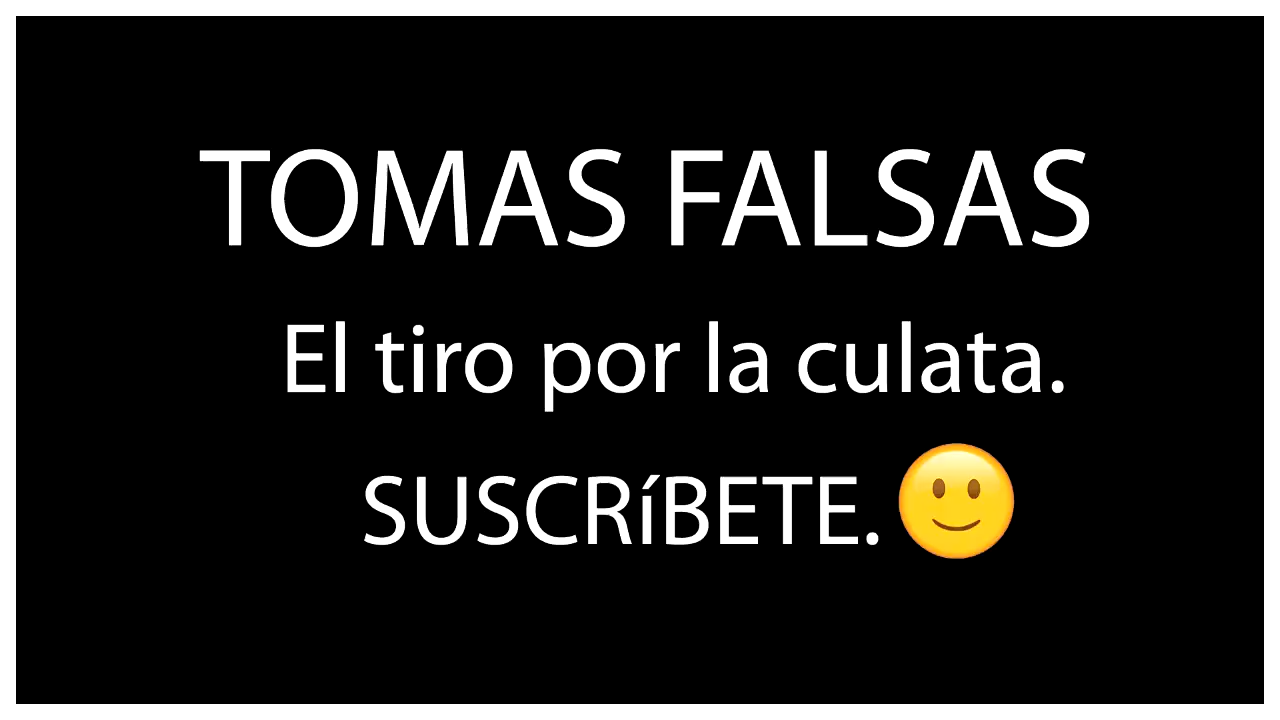 TOMAS FALSAS
El tiro por la culata.
SUSCRíBETE. 🙂